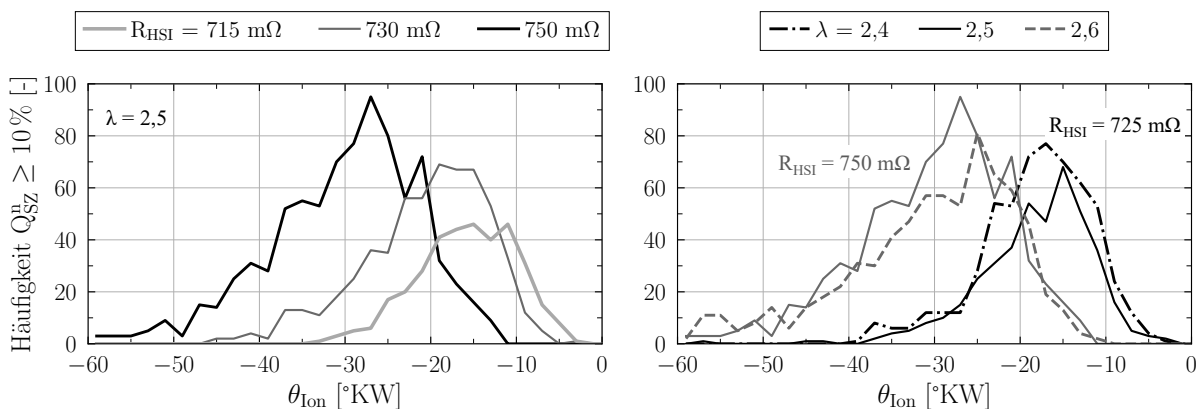 R_HSI = 715 mΩ 730 mΩ 750 mΩ
λ = 2,4 2,5 2,6
Häufigkeit Q^n_SZ ≥ 10% [-]
100
80
60
40
20
0
λ = 2,5
−60 −50 −40 −30 −20 −10 0
θ_Ion [°KW]
100
80
60
40
20
0
R_HSI = 725 mΩ
R_HSI = 750 mΩ
−60 −50 −40 −30 −20 −10 0
θ_Ion [°KW]